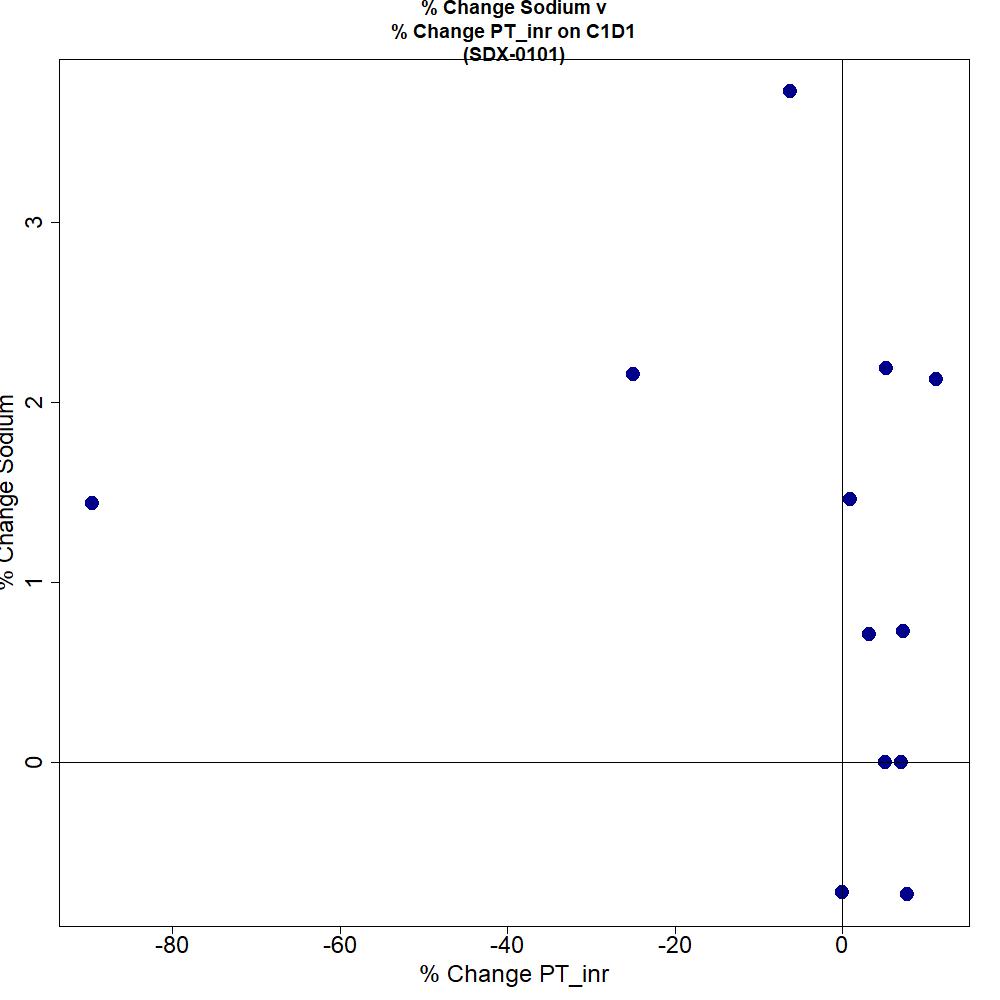 % Change Sodium v
% Change PT_inr on C1D1
(SDX-0101)
% Change Sodium
3
2
1
0
-80
-60
-40
-20
0
% Change PT_inr